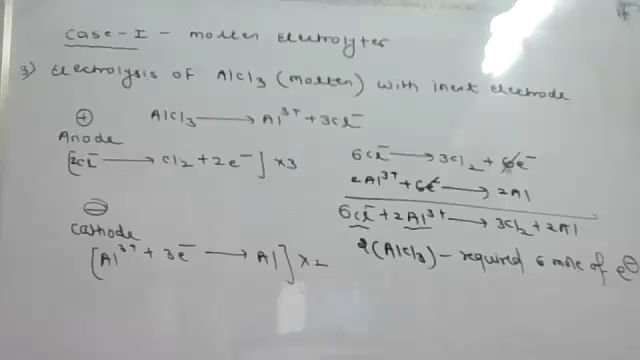 Case-I - molten electrolytes
3) Electrolysis of AlCl3 (molten) with inert electrode
AlCl3 ⟶ Al³⁺ + 3Cl⁻
⊕
Anode
[2Cl⁻ ⟶ Cl2 + 2e⁻] × 3
⊖
Cathode
[Al³⁺ + 3e⁻ ⟶ Al] × 2
6Cl⁻ ⟶ 3Cl2 + 6e⁻
2Al³⁺ + 6e⁻ ⟶ 2Al
6Cl⁻ + 2Al³⁺ ⟶ 3Cl2 + 2Al
2(AlCl3) - required 6 mole of e⊖